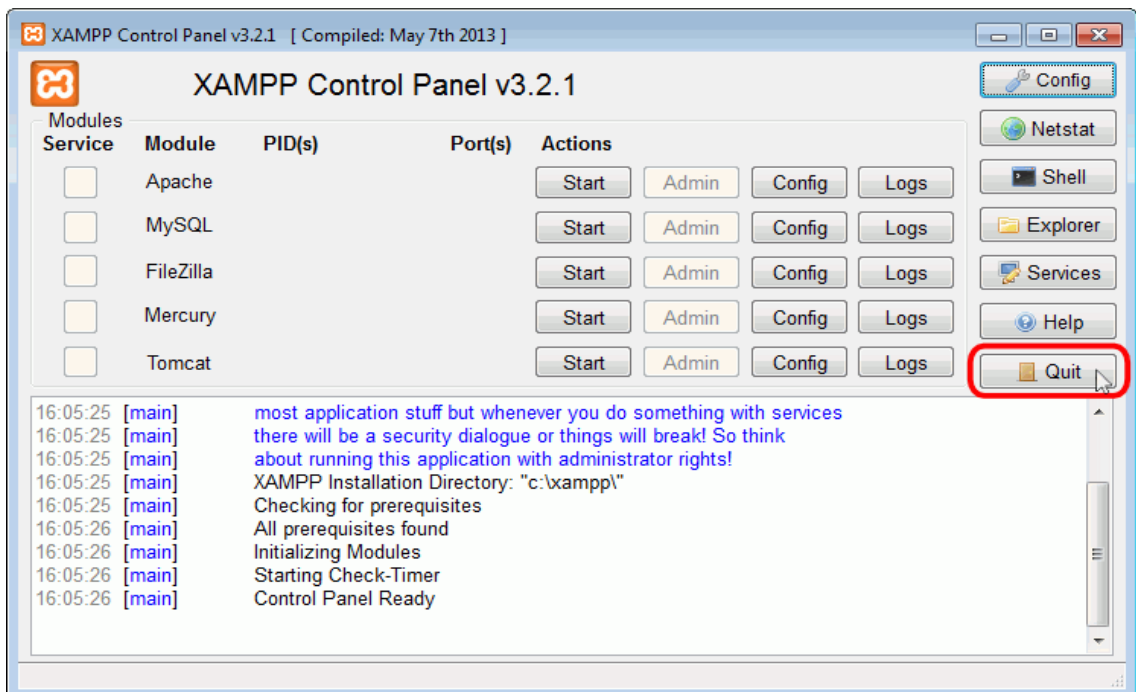 XAMPP Control Panel v3.2.1 [ Compiled: May 7th 2013 ]
XAMPP Control Panel v3.2.1
Config
Modules
Netstat
Service Module PID(s) Port(s) Actions
Apache Start Admin Config Logs
Shell
MySQL Start Admin Config Logs
Explorer
FileZilla Start Admin Config Logs
Services
Mercury Start Admin Config Logs
Help
Tomcat Start Admin Config Logs
Quit
16:05:25 [main] most application stuff but whenever you do something with services
16:05:25 [main] there will be a security dialogue or things will break! So think
16:05:25 [main] about running this application with administrator rights!
16:05:25 [main] XAMPP Installation Directory: "c:\xampp\"
16:05:25 [main] Checking for prerequisites
16:05:26 [main] All prerequisites found
16:05:26 [main] Initializing Modules
16:05:26 [main] Starting Check-Timer
16:05:26 [main] Control Panel Ready